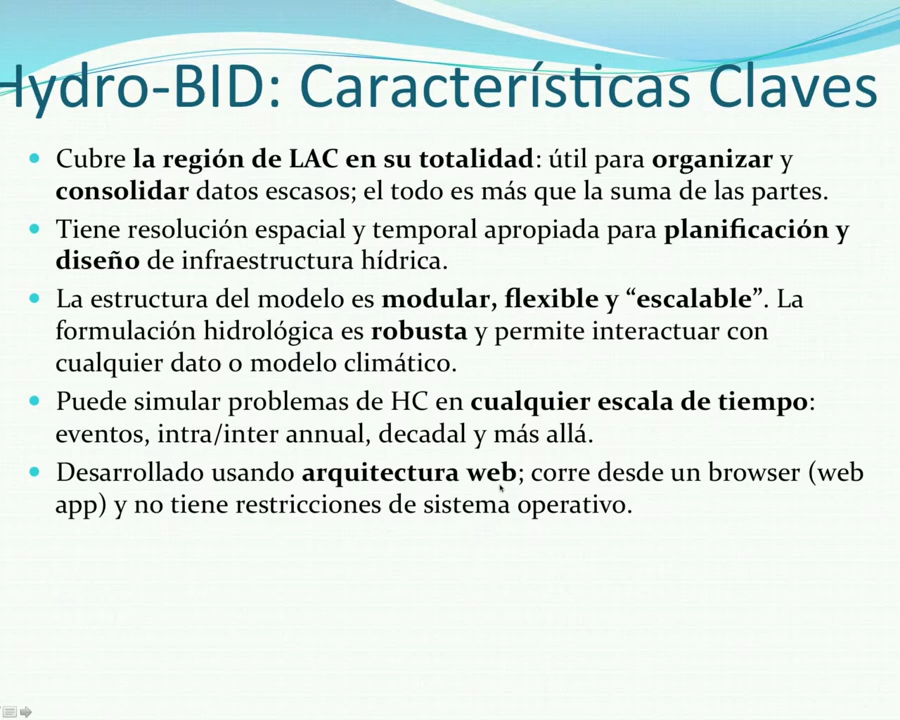 Hydro-BID: Características Claves
• Cubre la región de LAC en su totalidad: útil para organizar y
consolidar datos escasos; el todo es más que la suma de las partes.
• Tiene resolución espacial y temporal apropiada para planificación y
diseño de infraestructura hídrica.
• La estructura del modelo es modular, flexible y “escalable”. La
formulación hidrológica es robusta y permite interactuar con
cualquier dato o modelo climático.
• Puede simular problemas de HC en cualquier escala de tiempo:
eventos, intra/inter annual, decadal y más allá.
• Desarrollado usando arquitectura web; corre desde un browser (web
app) y no tiene restricciones de sistema operativo.